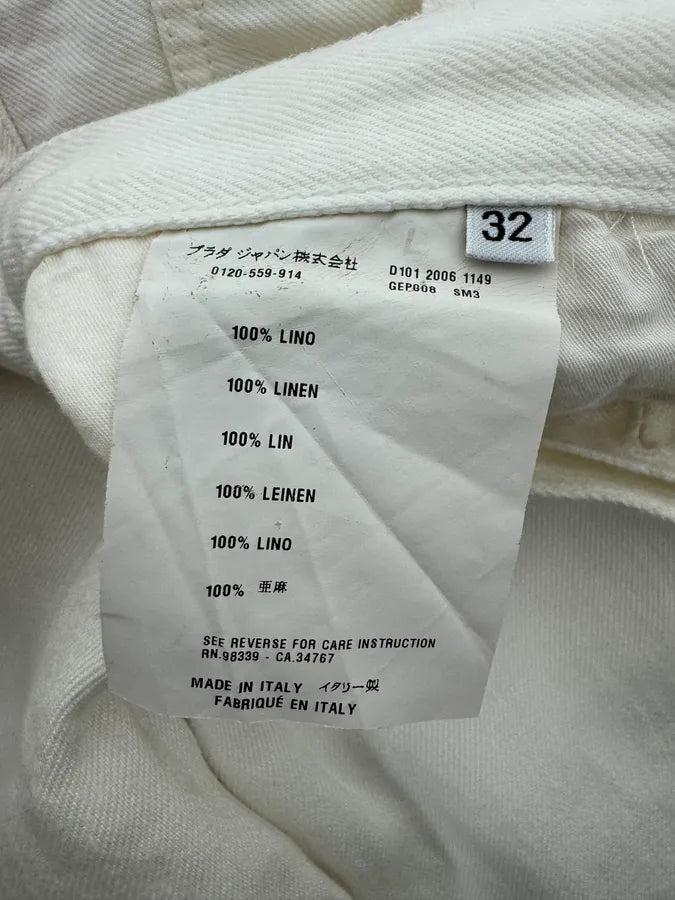 32
プラダ ジャパン株式会社
0120-559-914
D101 2006 1149
GEP008 SM3
100% LINO
100% LINEN
100% LIN
100% LEINEN
100% LINO
100% 亜麻
SEE REVERSE FOR CARE INSTRUCTION
RN.98339 - CA.34767
MADE IN ITALY イタリー製
FABRIQUÉ EN ITALY